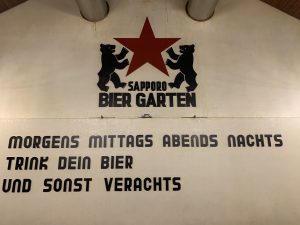 SAPPORO
BIER GARTEN
MORGENS MITTAGS ABENDS NACHTS
TRINK DEIN BIER
UND SONST VERACHTS